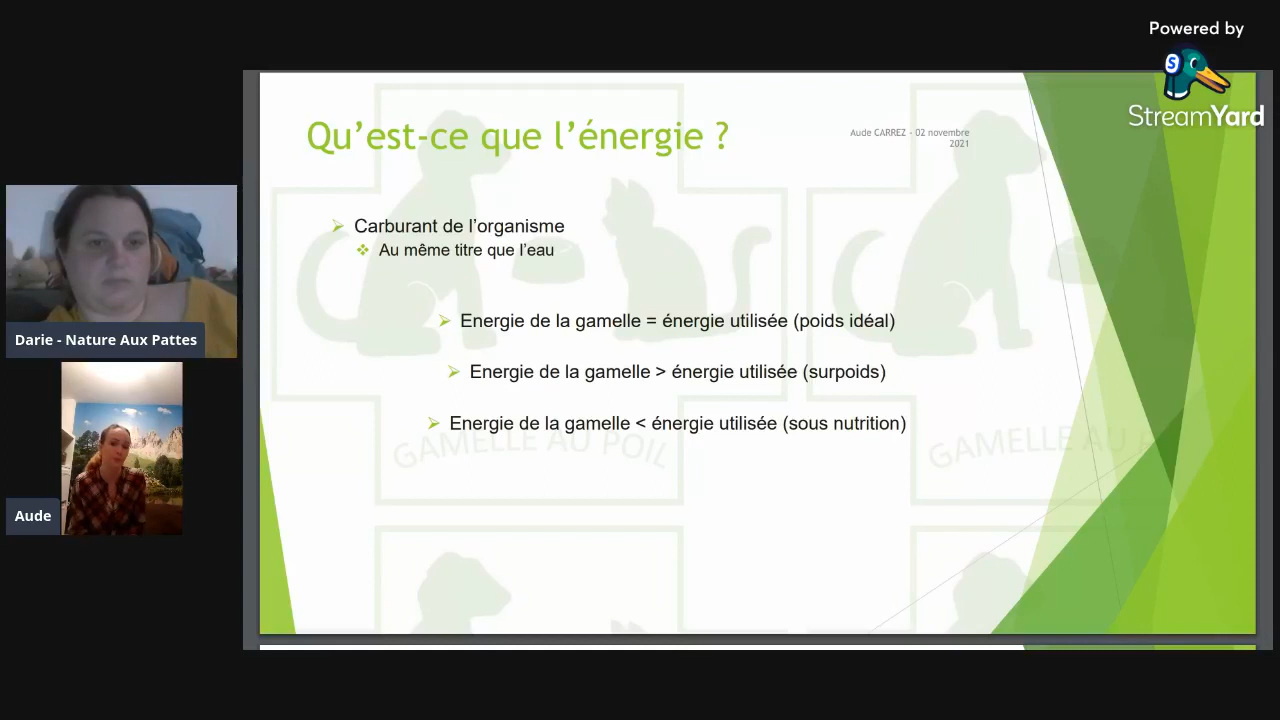 Powered by
StreamYard
Qu'est-ce que l'énergie ?
Aude CARREZ - 02 novembre
2021
Carburant de l'organisme
Au même titre que l'eau
Energie de la gamelle = énergie utilisée (poids idéal)
Energie de la gamelle > énergie utilisée (surpoids)
Energie de la gamelle < énergie utilisée (sous nutrition)
GAMELLE AU POIL
GAMELLE AU P
Darie - Nature Aux Pattes
Aude